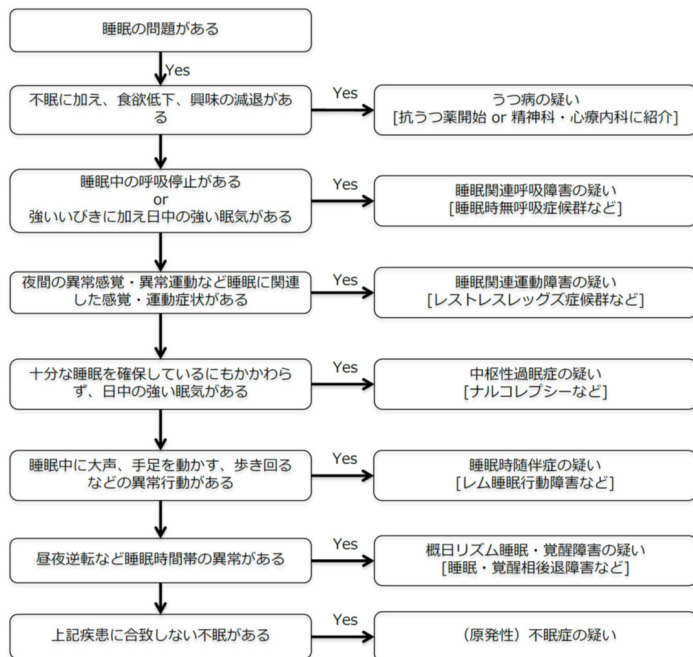 睡眠の問題がある
Yes
不眠に加え、食欲低下、興味の減退があ
る
Yes
うつ病の疑い
[抗うつ薬開始 or 精神科・心療内科に紹介]
睡眠中の呼吸停止がある
or
強いいびきに加え日中の強い眠気がある
Yes
睡眠関連呼吸障害の疑い
[睡眠時無呼吸症候群など]
夜間の異常感覚・異常運動など睡眠に関連
した感覚・運動症状がある
Yes
睡眠関連運動障害の疑い
[レストレスレッグズ症候群など]
十分な睡眠を確保しているにもかかわら
ず、日中の強い眠気がある
Yes
中枢性過眠症の疑い
[ナルコレプシーなど]
睡眠中に大声、手足を動かす、歩き回る
などの異常行動がある
Yes
睡眠時随伴症の疑い
[レム睡眠行動障害など]
昼夜逆転など睡眠時間帯の異常がある
Yes
概日リズム睡眠・覚醒障害の疑い
[睡眠・覚醒相後退障害など]
上記疾患に合致しない不眠がある
Yes
（原発性）不眠症の疑い